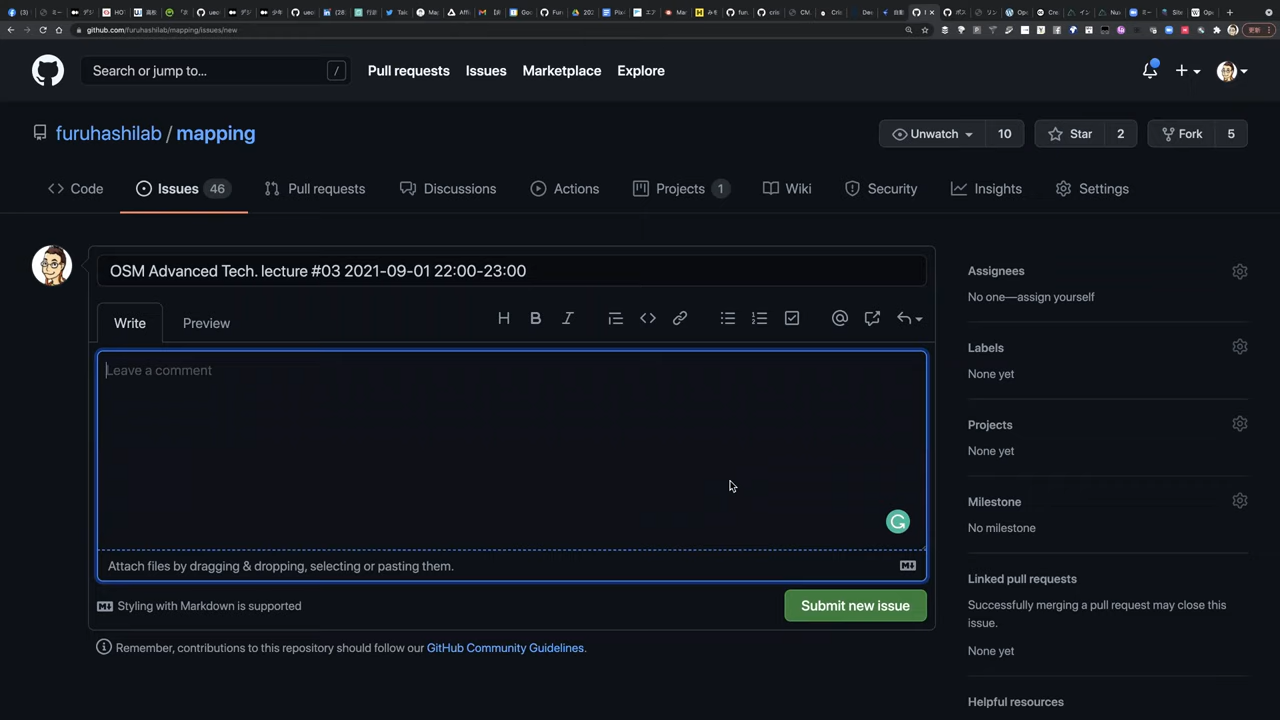 github.com/furuhashilab/mapping/issues/new
更新
Search or jump to...
/
Pull requests
Issues
Marketplace
Explore
furuhashilab / mapping
Unwatch
10
Star
2
Fork
5
Code
Issues
46
Pull requests
Discussions
Actions
Projects
1
Wiki
Security
Insights
Settings
OSM Advanced Tech. lecture #03 2021-09-01 22:00-23:00
Write
Preview
Leave a comment
Attach files by dragging & dropping, selecting or pasting them.
Styling with Markdown is supported
Submit new issue
Remember, contributions to this repository should follow our GitHub Community Guidelines.
Assignees
No one—assign yourself
Labels
None yet
Projects
None yet
Milestone
No milestone
Linked pull requests
Successfully merging a pull request may close this
issue.
None yet
Helpful resources